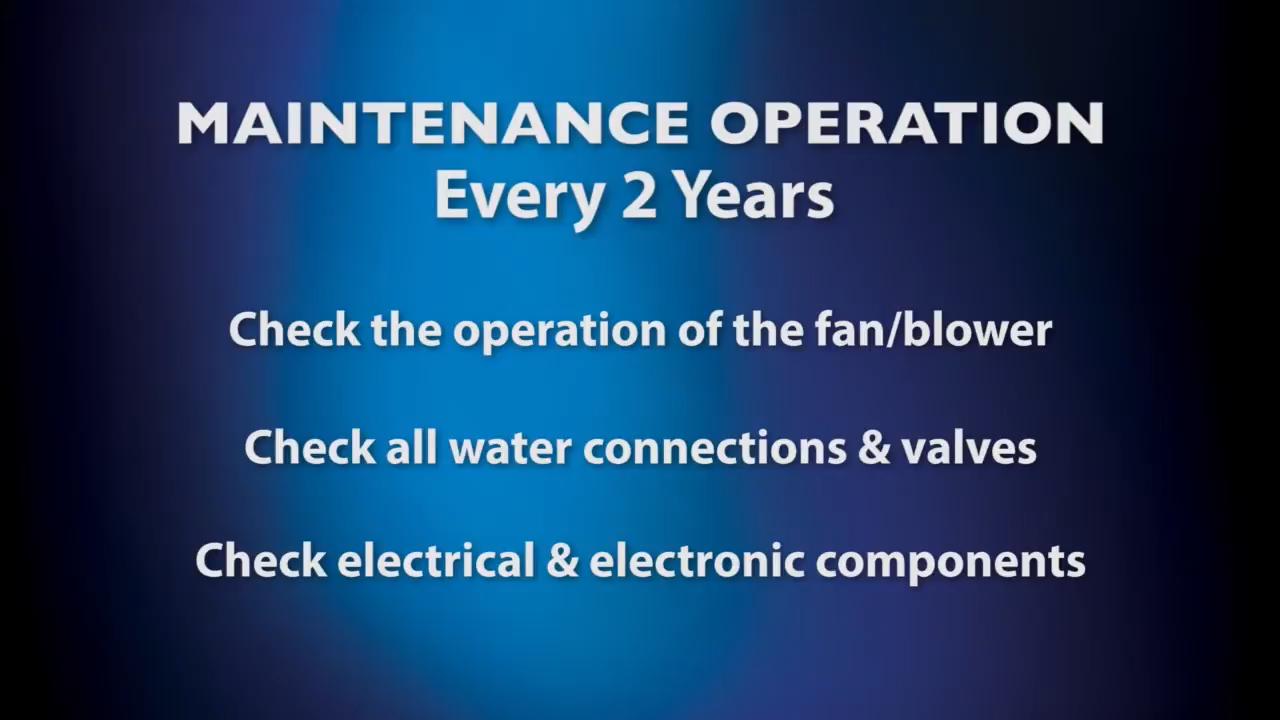 MAINTENANCE OPERATION
Every 2 Years
Check the operation of the fan/blower
Check all water connections & valves
Check electrical & electronic components